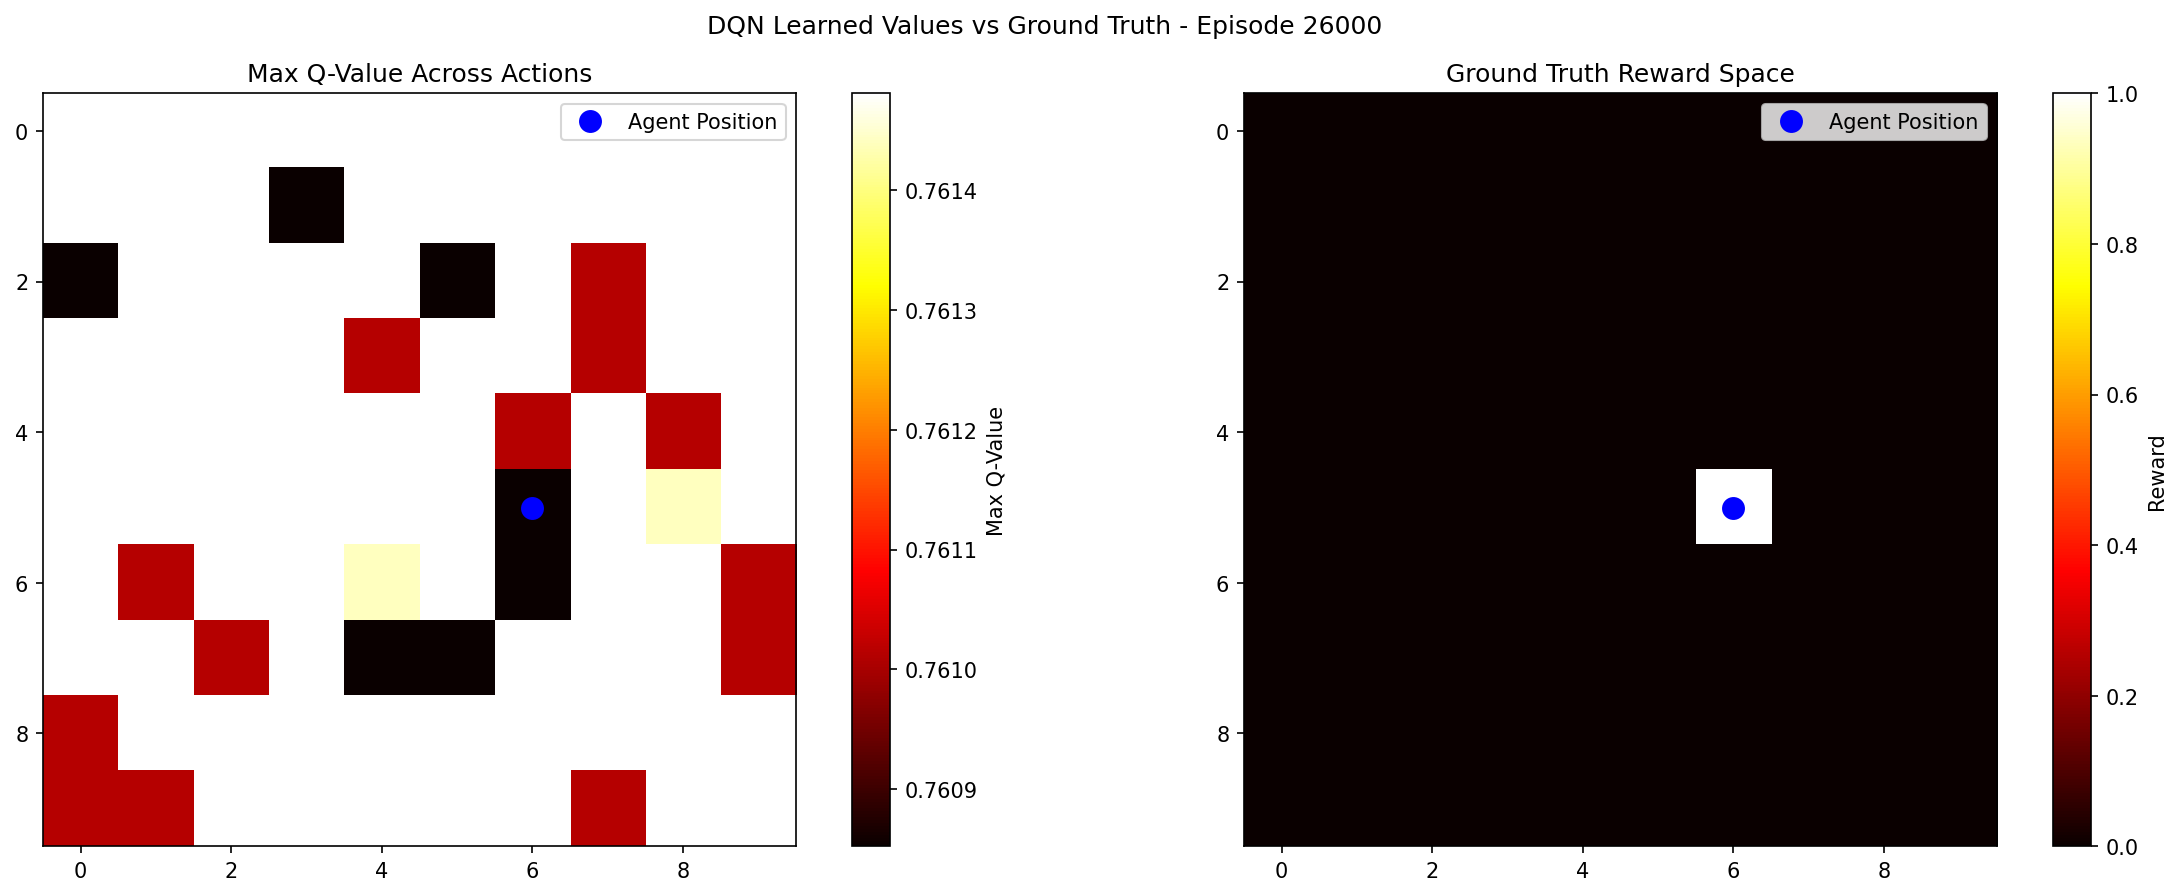 DQN Learned Values vs Ground Truth - Episode 26000
Max Q-Value Across Actions
Agent Position
0
2
4
6
8
0 2 4 6 8
0.7614
0.7613
0.7612
0.7611
0.7610
0.7609
Max Q-Value
Ground Truth Reward Space
Agent Position
0
2
4
6
8
0 2 4 6 8
1.0
0.8
0.6
0.4
0.2
0.0
Reward